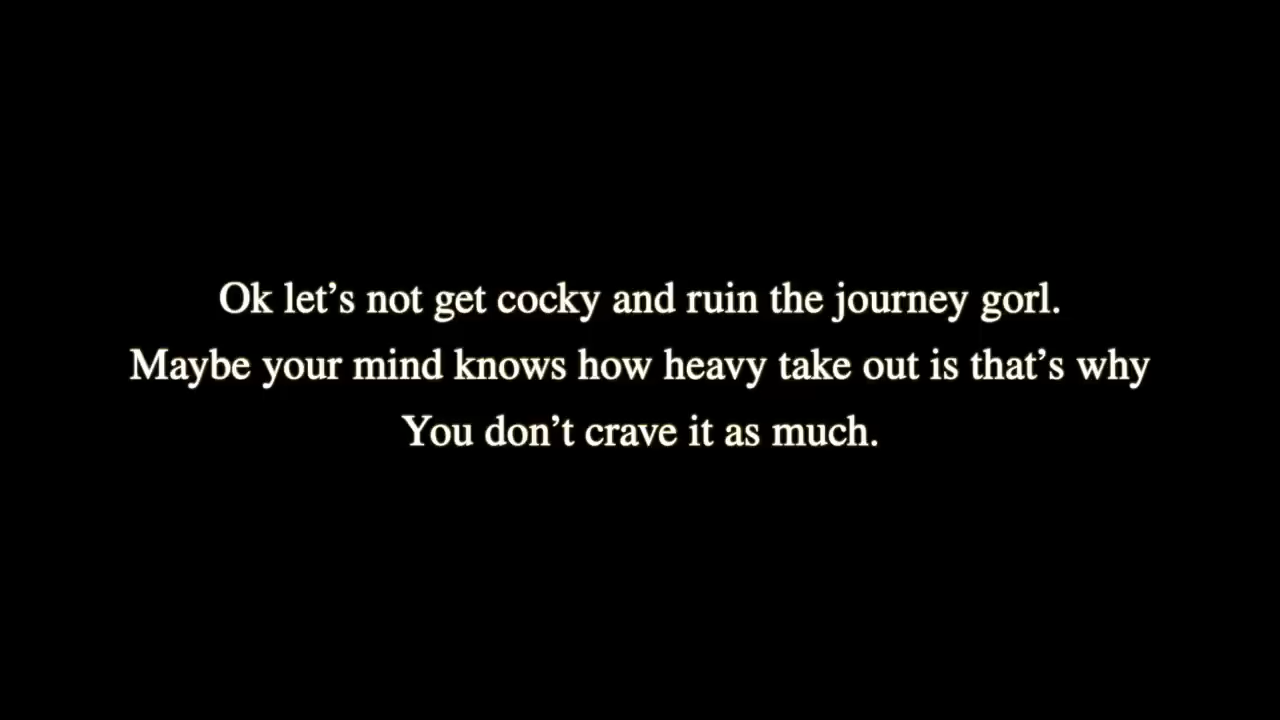 Ok let’s not get cocky and ruin the journey gorl.
Maybe your mind knows how heavy take out is that’s why
You don’t crave it as much.